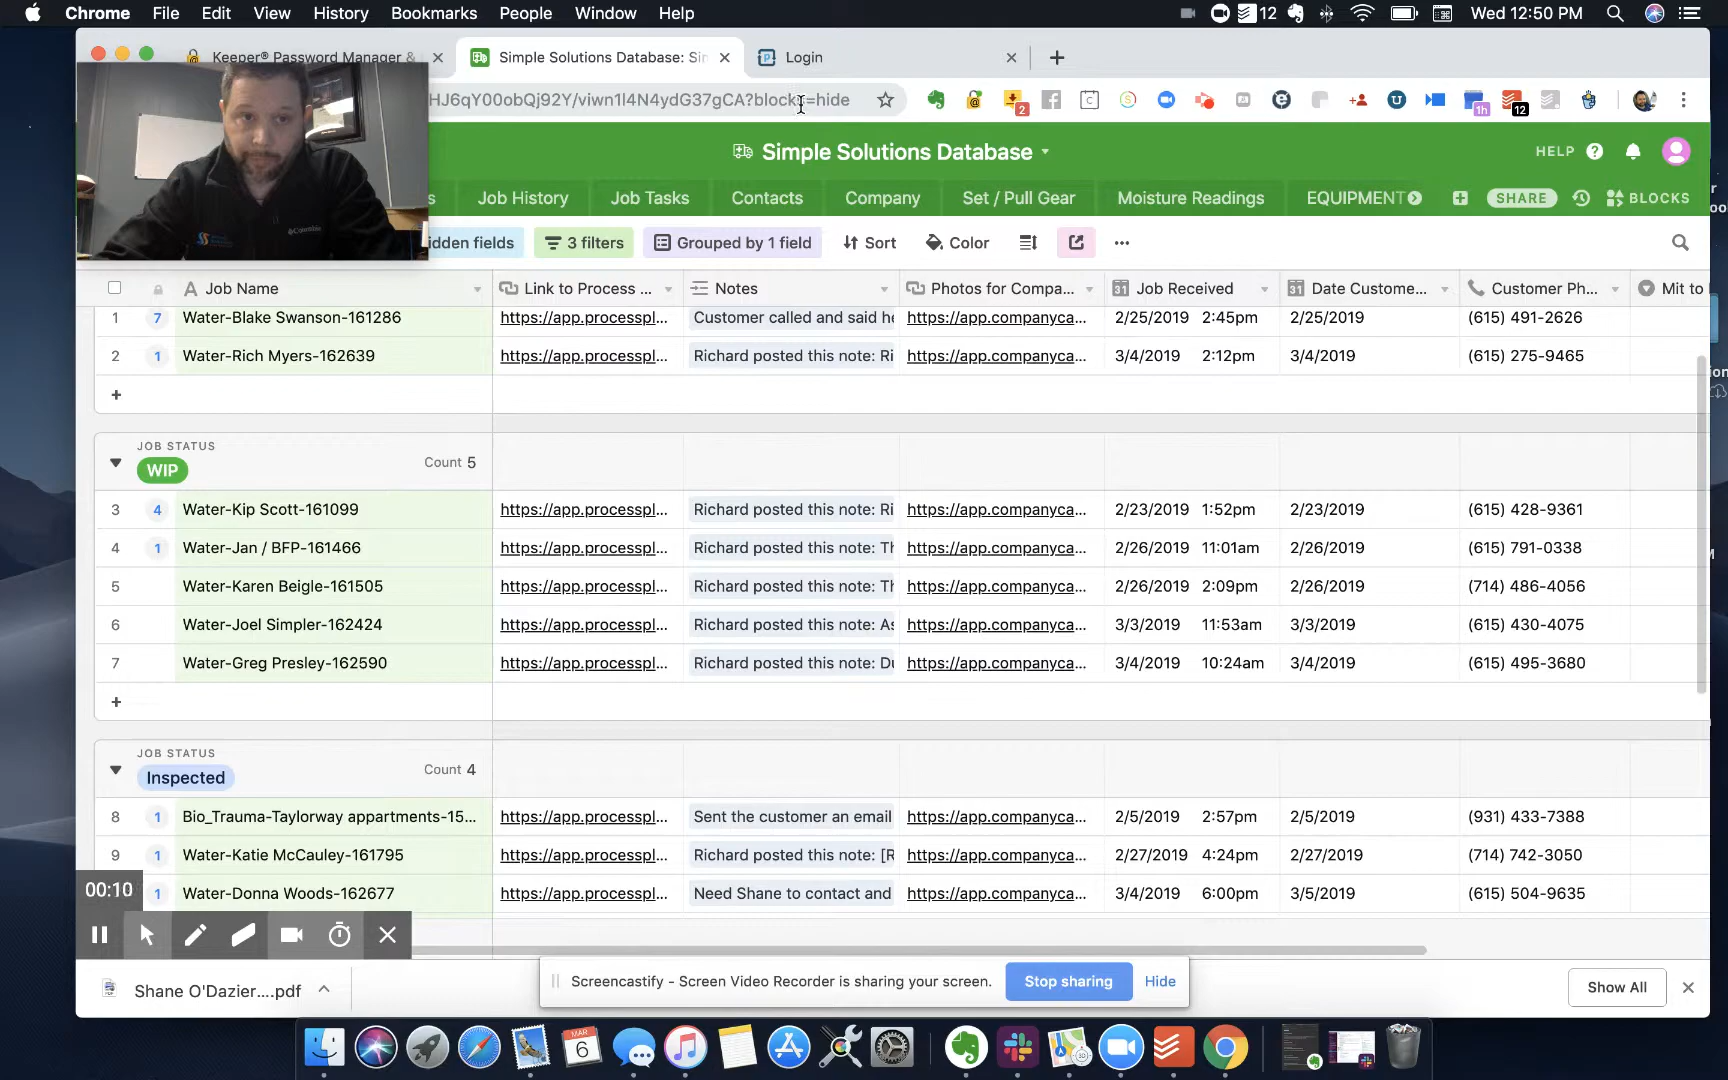 Chrome File Edit View History Bookmarks People Window Help 12 Wed 12:50 PM
Keeper® Password Manager & Simple Solutions Database: Sim Login
HJ6qY00obQj92Y/viwn1l4N4ydG37gCA?blocks=hide 2 1h 12
Simple Solutions Database HELP
s Job History Job Tasks Contacts Company Set / Pull Gear Moisture Readings EQUIPMENT SHARE BLOCKS
idden fields 3 filters Grouped by 1 field Sort Color
Job Name Link to Process ... Notes Photos for Compa... Job Received Date Custome... Customer Ph... Mit to
1 7 Water-Blake Swanson-161286 https://app.processpl... Customer called and said he https://app.companyca... 2/25/2019 2:45pm 2/25/2019 (615) 491-2626
2 1 Water-Rich Myers-162639 https://app.processpl... Richard posted this note: Ri https://app.companyca... 3/4/2019 2:12pm 3/4/2019 (615) 275-9465
JOB STATUS
WIP Count 5
3 4 Water-Kip Scott-161099 https://app.processpl... Richard posted this note: Ri https://app.companyca... 2/23/2019 1:52pm 2/23/2019 (615) 428-9361
4 1 Water-Jan / BFP-161466 https://app.processpl... Richard posted this note: Th https://app.companyca... 2/26/2019 11:01am 2/26/2019 (615) 791-0338
5 Water-Karen Beigle-161505 https://app.processpl... Richard posted this note: Th https://app.companyca... 2/26/2019 2:09pm 2/26/2019 (714) 486-4056
6 Water-Joel Simpler-162424 https://app.processpl... Richard posted this note: As https://app.companyca... 3/3/2019 11:53am 3/3/2019 (615) 430-4075
7 Water-Greg Presley-162590 https://app.processpl... Richard posted this note: Du https://app.companyca... 3/4/2019 10:24am 3/4/2019 (615) 495-3680
JOB STATUS
Inspected Count 4
8 1 Bio_Trauma-Taylorway appartments-15... https://app.processpl... Sent the customer an email https://app.companyca... 2/5/2019 2:57pm 2/5/2019 (931) 433-7388
9 1 Water-Katie McCauley-161795 https://app.processpl... Richard posted this note: [R https://app.companyca... 2/27/2019 4:24pm 2/27/2019 (714) 742-3050
00:10 1 Water-Donna Woods-162677 https://app.processpl... Need Shane to contact and https://app.companyca... 3/4/2019 6:00pm 3/5/2019 (615) 504-9635
Screencastify - Screen Video Recorder is sharing your screen. Stop sharing Hide
Shane O'Dazier....pdf Show All
MAR
6